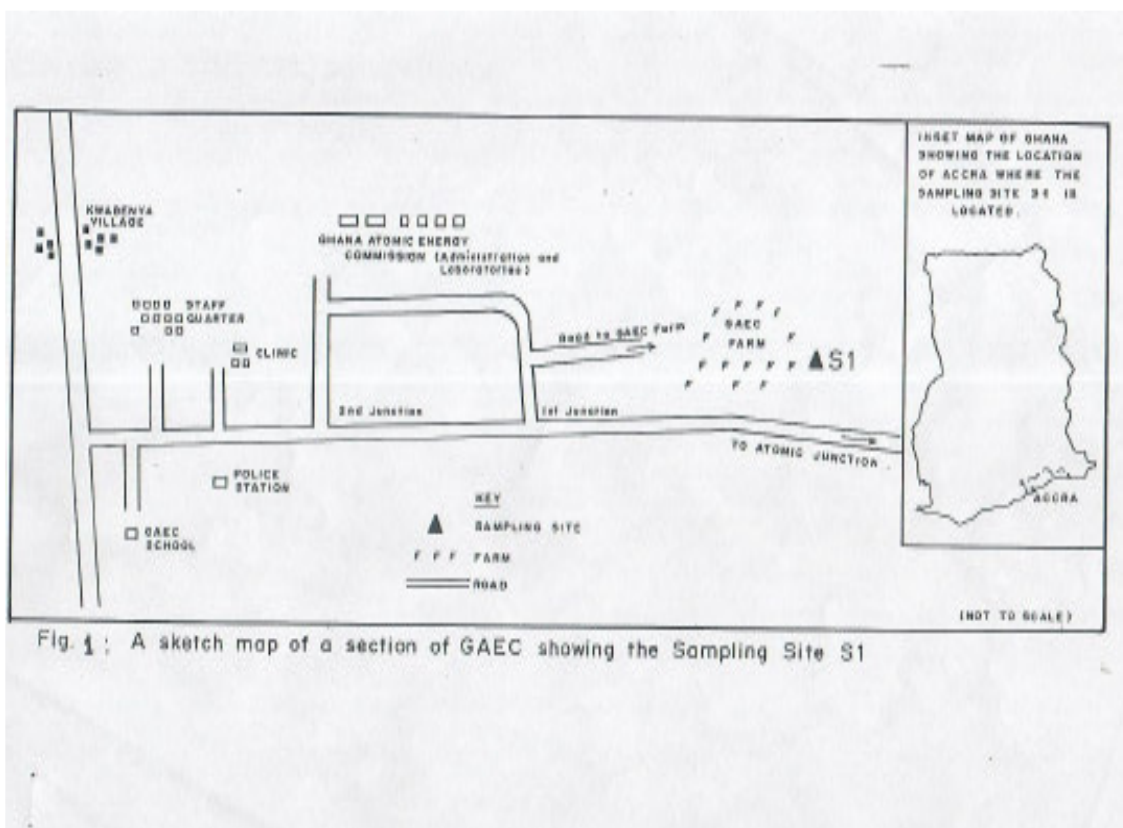 INSET MAP OF GHANA
SHOWING THE LOCATION
OF ACCRA WHERE THE
SAMPLING SITE S4 IS
LOCATED.
KWABENYA
VILLAGE
GHANA ATOMIC ENERGY
COMMISSION (Administration and
Laboratories)
STAFF
QUARTER
CLINIC
Road to GAEC Farm
F F F F
F GAEC F
FARM
F F F F F
F F F
S1
2nd Junction
1st Junction
TO ATOMIC JUNCTION
ACCRA
POLICE
STATION
GAEC
SCHOOL
KEY
SAMPLING SITE
F F F FARM
ROAD
(NOT TO SCALE)
Fig. 1: A sketch map of a section of GAEC showing the Sampling Site S1